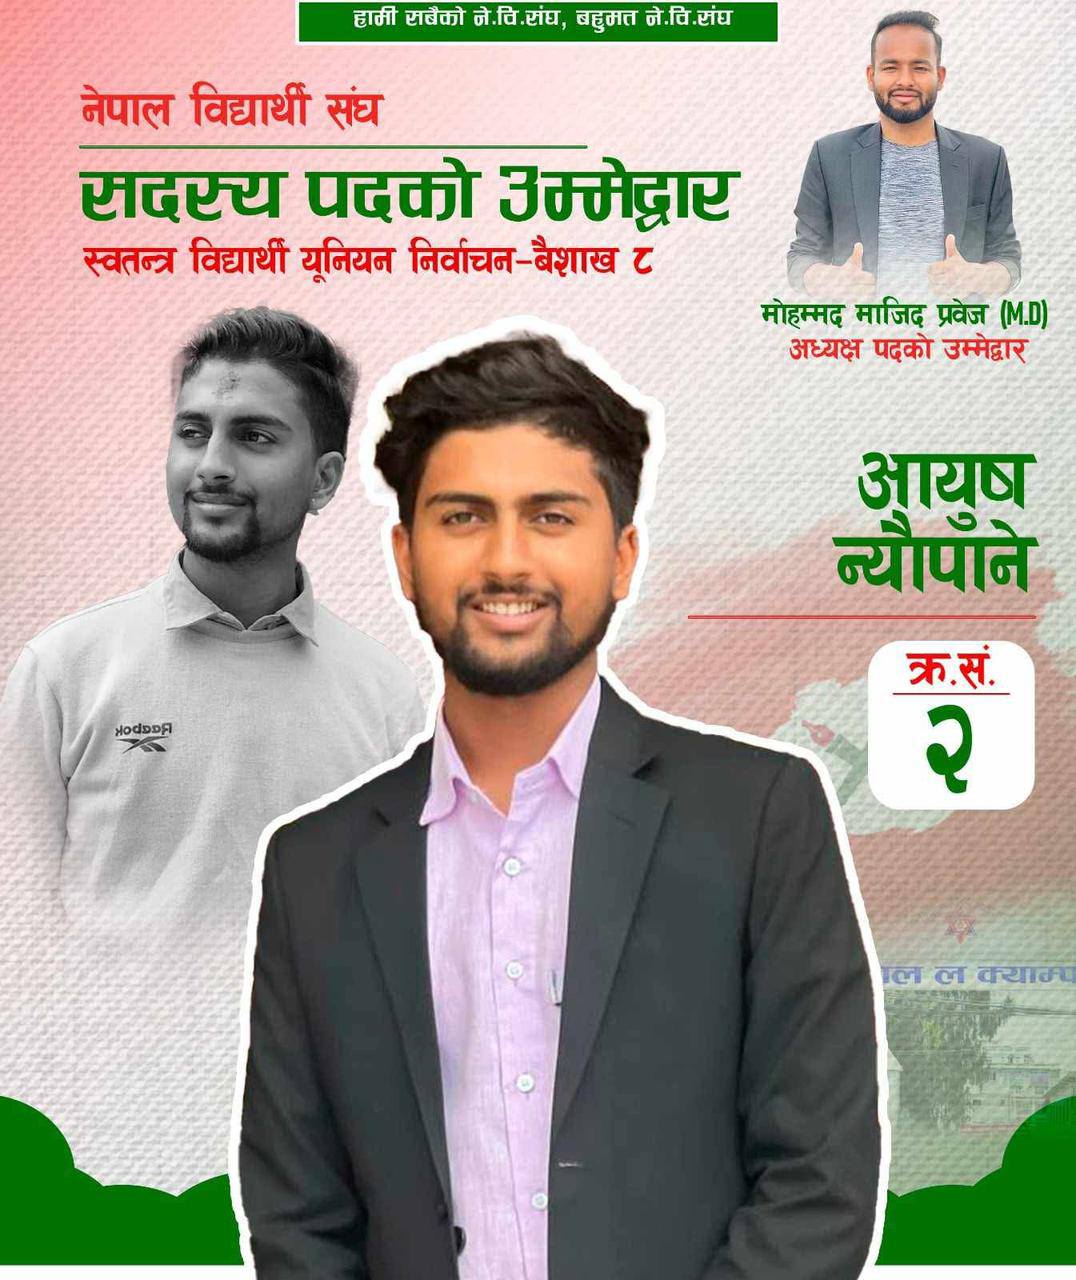 हामी सबैको ने.वि.संघ, बहुमत ने.वि.संघ
नेपाल विद्यार्थी संघ
सदस्य पदको उम्मेद्वार
स्वतन्त्र विद्यार्थी यूनियन निर्वाचन-बैशाख ८
मोहम्मद माजिद प्रवेज (M.D)
अध्यक्ष पदको उम्मेद्वार
आयुष
न्यौपाने
क्र.सं.
२
Reebok
ल ल क्याम्प